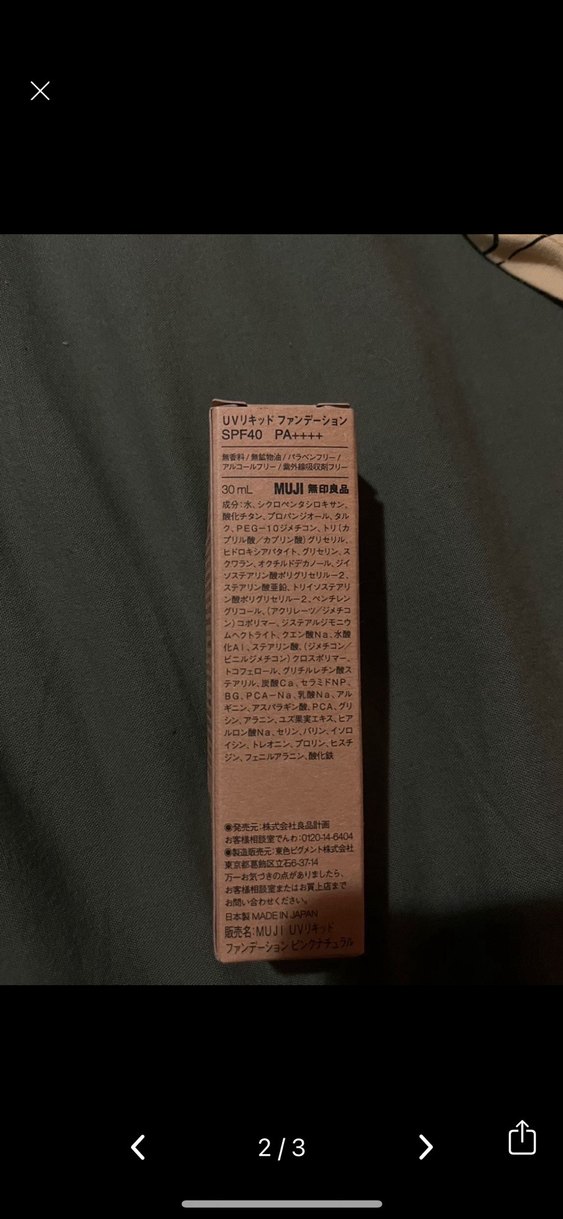 UVリキッド ファンデーション
SPF40 PA++++
無香料/無鉱物油/パラベンフリー/
アルコールフリー/紫外線吸収剤フリー
30mL MUJI 無印良品
成分:水、シクロペンタシロキサン、
酸化チタン、プロパンジオール、タル
ク、PEG-10ジメチコン、トリ(カ
プリル酸/カプリン酸)グリセリル、
ヒドロキシアパタイト、グリセリン、ス
クワラン、オクチルドデカノール、ジイ
ソステアリン酸ポリグリセリル-2、
ステアリン酸亜鉛、トリイソステアリ
ン酸ポリグリセリル-2、ペンチレン
グリコール、(アクリレーツ/ジメチコ
ン)コポリマー、ジステアルジモニウ
ムヘクトライト、クエン酸Na、水酸
化Al、ステアリン酸、(ジメチコン/
ビニルジメチコン)クロスポリマー、
トコフェロール、グリチルレチン酸ス
テアリル、炭酸Ca、セラミドNP、
BG、PCA-Na、乳酸Na、アル
ギニン、アスパラギン酸、PCA、グリ
シン、アラニン、ユズ果実エキス、ヒア
ルロン酸Na、セリン、バリン、イソロ
イシン、トレオニン、プロリン、ヒスチ
ジン、フェニルアラニン、酸化鉄
◉発売元:株式会社良品計画
お客様相談室でんわ:0120-14-6404
◉製造販売元:東色ピグメント株式会社
東京都葛飾区立石6-37-14
万一お気づきの点がありましたら、
お客様相談室またはお買上店まで
お問い合わせください。
日本製 MADE IN JAPAN
販売名:MUJI UVリキッド
ファンデーション ピンクナチュラル
2/3